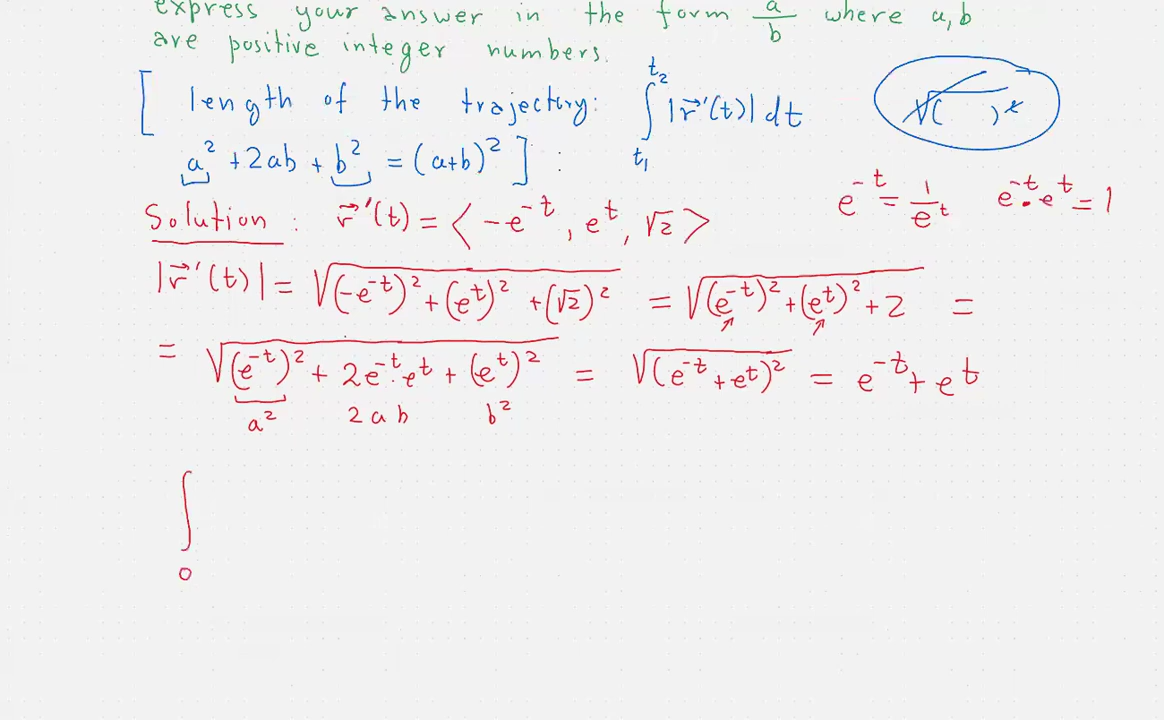 express your answer in the form a/b where a,b
are positive integer numbers.
[ length of the trajectory: ∫_{t₁}^{t₂} |r⃗'(t)| dt √( )²
a² + 2ab + b² = (a+b)² ] :
e^{-t} = 1/e^t e^{-t}·e^t = 1
Solution : r⃗'(t) = ⟨ -e^{-t}, e^t, √2 ⟩
|r⃗'(t)| = √((-e^{-t})² + (e^t)² + (√2)²) = √((e^{-t})² + (e^t)² + 2) =
= √((e^{-t})² + 2e^{-t}·e^t + (e^t)²) = √((e^{-t} + e^t)²) = e^{-t} + e^t
a² 2ab b²
∫
0